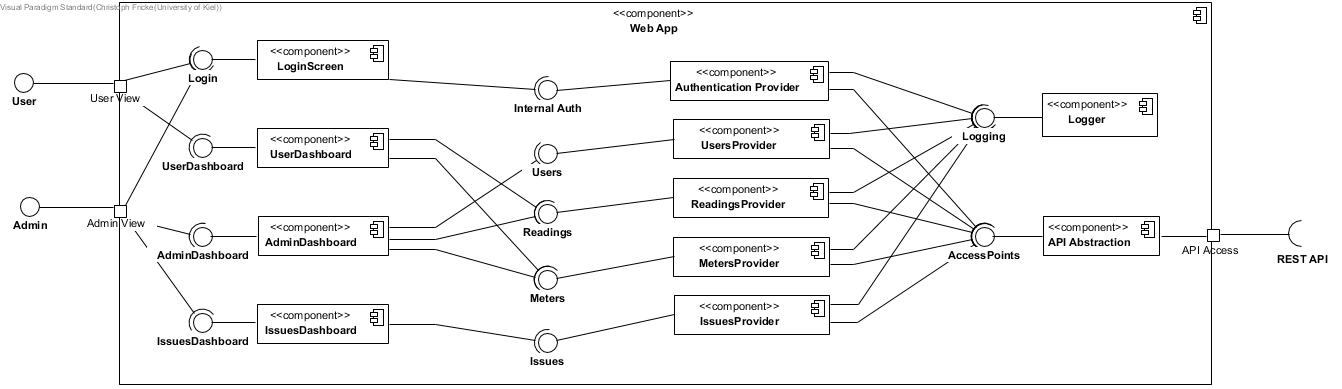 Visual Paradigm Standard(Christoph Fricke(University of Kiel))
<<component>>
Web App
User
User View
Admin
Admin View
Login
UserDashboard
AdminDashboard
IssuesDashboard
<<component>>
LoginScreen
<<component>>
UserDashboard
<<component>>
AdminDashboard
<<component>>
IssuesDashboard
Internal Auth
Users
Readings
Meters
Issues
<<component>>
Authentication Provider
<<component>>
UsersProvider
<<component>>
ReadingsProvider
<<component>>
MetersProvider
<<component>>
IssuesProvider
Logging
AccessPoints
<<component>>
Logger
<<component>>
API Abstraction
API Access
REST API